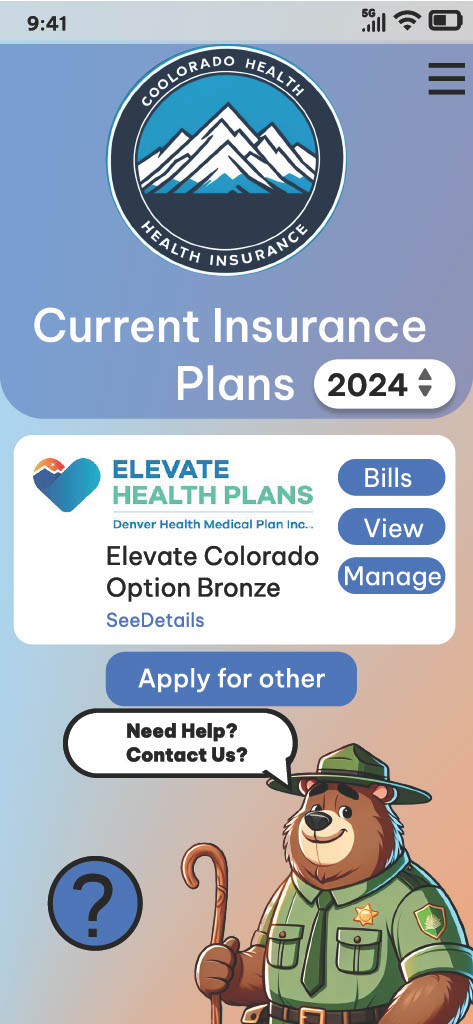 9:41
5G
COOLORADO HEALTH
HEALTH INSURANCE
Current Insurance
Plans
2024
ELEVATE
HEALTH PLANS
Denver Health Medical Plan Inc...
Elevate Colorado
Option Bronze
SeeDetails
Bills
View
Manage
Apply for other
Need Help?
Contact Us?
?